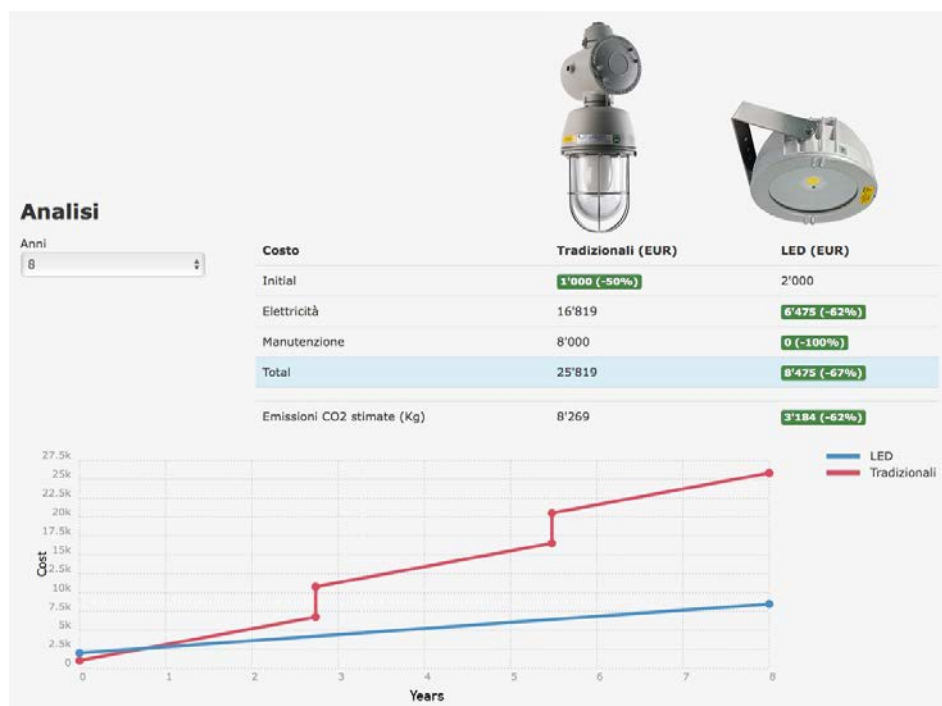 Analisi
Anni
8
Costo Tradizionali (EUR) LED (EUR)
Initial 1'000 (-50%) 2'000
Elettricità 16'819 6'475 (-62%)
Manutenzione 8'000 0 (-100%)
Total 25'819 8'475 (-67%)
Emissioni CO2 stimate (Kg) 8'269 3'184 (-62%)
LED
Tradizionali
27.5k
25k
22.5k
20k
17.5k
15k
2.5k
10k
7.5k
5k
2.5k
0
Cost
0 1 2 3 4 5 6 7 8
Years